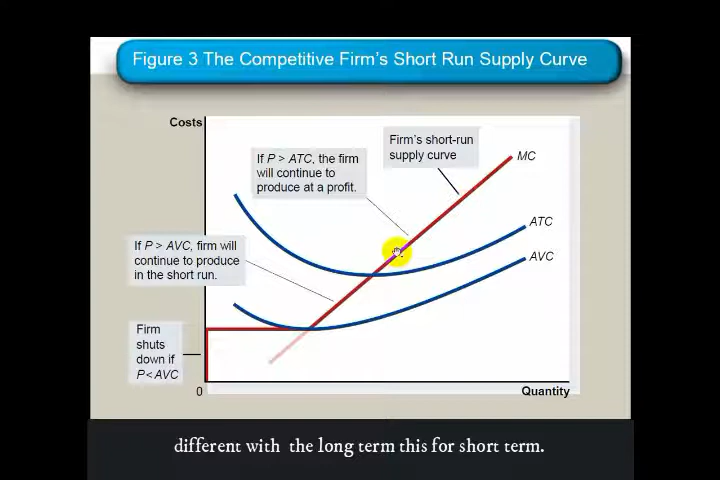 Figure 3 The Competitive Firm's Short Run Supply Curve
Costs
Firm's short-run
supply curve
MC
If P > ATC, the firm
will continue to
produce at a profit.
ATC
If P > AVC, firm will
continue to produce
in the short run.
AVC
Firm
shuts
down if
P< AVC
0
Quantity
different with the long term this for short term.